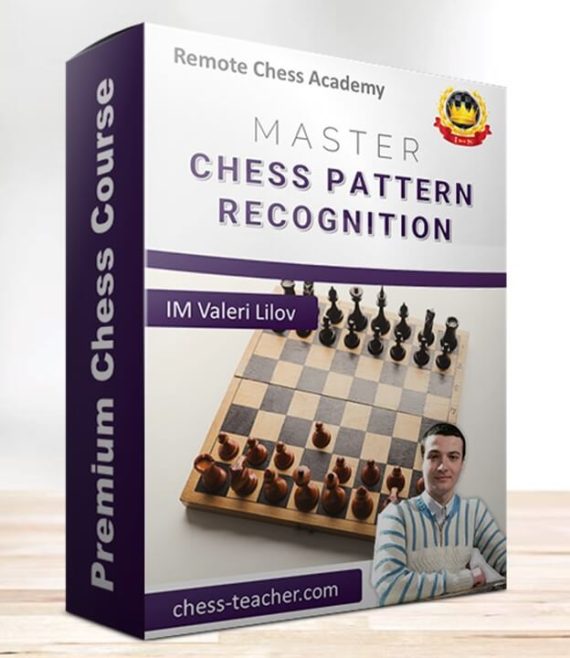 Premium Chess Course
Remote Chess Academy
MASTER
CHESS PATTERN
RECOGNITION
IM Valeri Lilov
chess-teacher.com